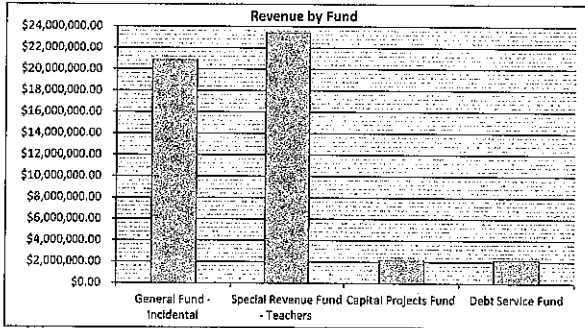 Revenue by Fund
$24,000,000.00
$22,000,000.00
$20,000,000.00
$18,000,000.00
$16,000,000.00
$14,000,000.00
$12,000,000.00
$10,000,000.00
$8,000,000.00
$6,000,000.00
$4,000,000.00
$2,000,000.00
$0.00
General Fund - Incidental
Special Revenue Fund - Teachers
Capital Projects Fund
Debt Service Fund